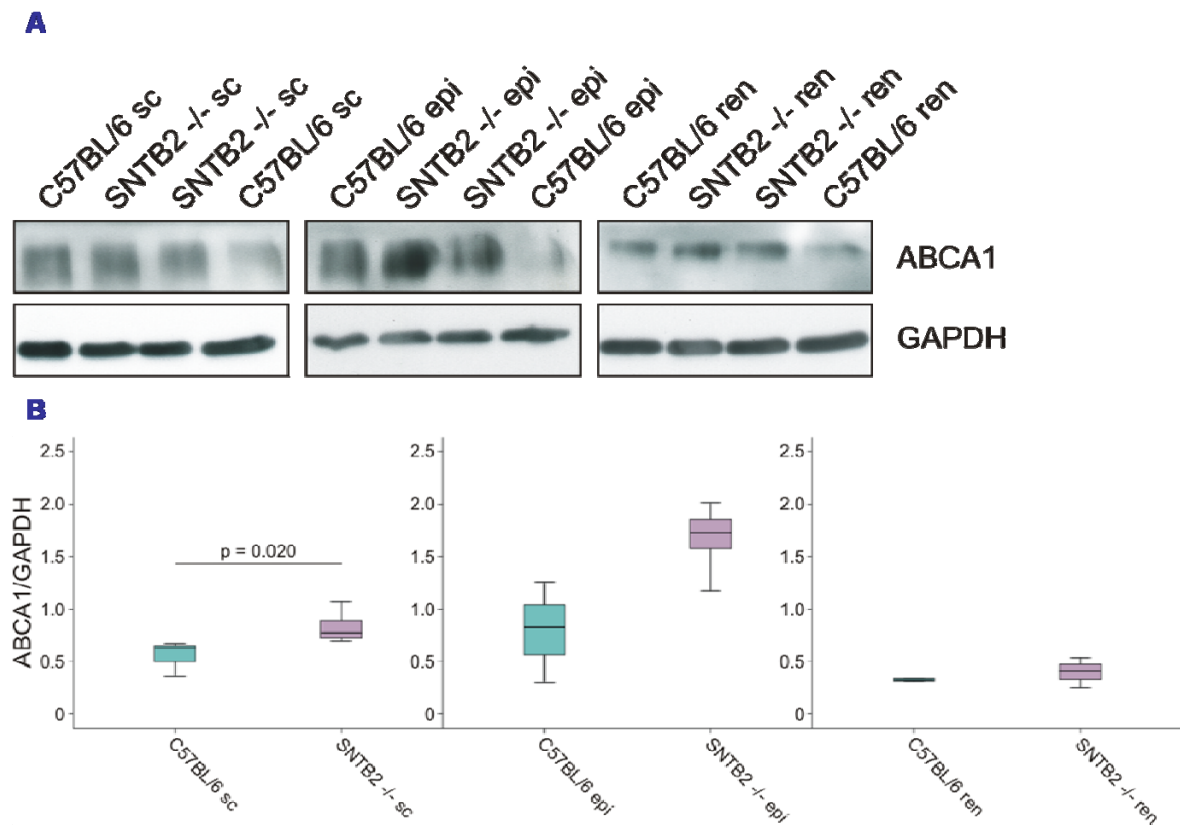 A
C57BL/6 sc
SNTB2 -/- sc
SNTB2 -/- sc
C57BL/6 sc
C57BL/6 epi
SNTB2 -/- epi
SNTB2 -/- epi
C57BL/6 epi
C57BL/6 ren
SNTB2 -/- ren
SNTB2 -/- ren
C57BL/6 ren
ABCA1
GAPDH
B
ABCA1/GAPDH
2.5
2.0
1.5
1.0
0.5
0
p = 0.020
C57BL/6 sc
SNTB2 -/- sc
2.5
2.0
1.5
1.0
0.5
0
C57BL/6 epi
SNTB2 -/- epi
2.5
2.0
1.5
1.0
0.5
0
C57BL/6 ren
SNTB2 -/- ren